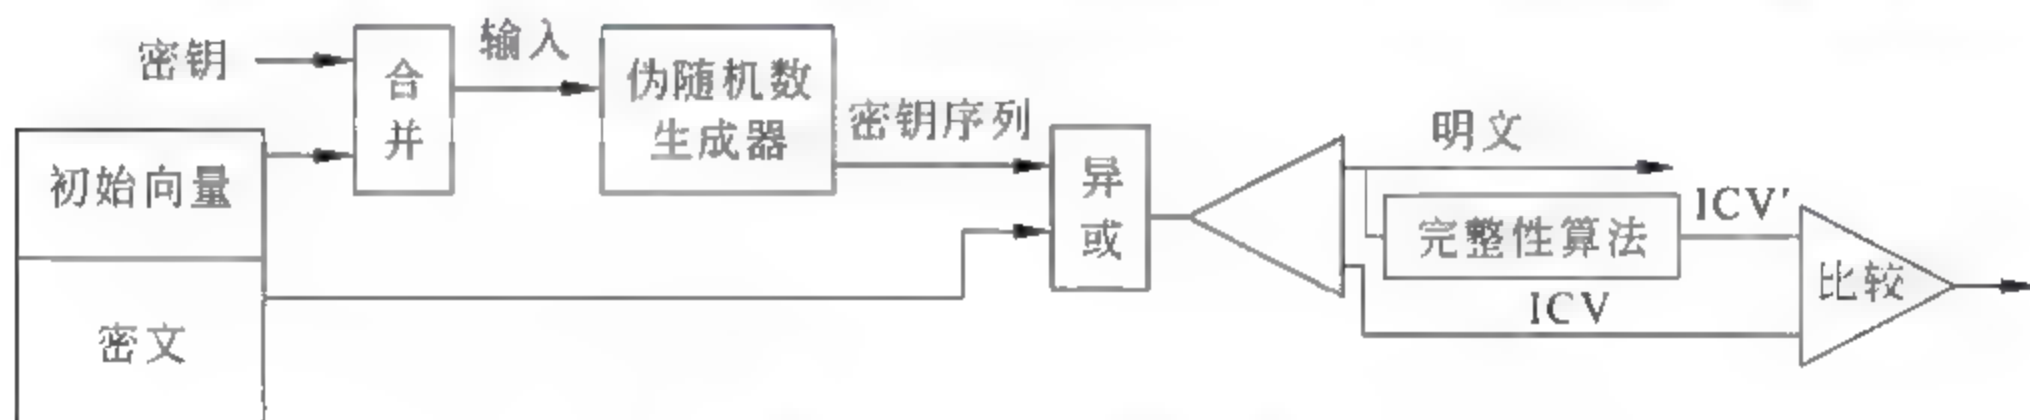 密钥
合并
输入
伪随机数
生成器
密钥序列
初始向量
密文
异或
明文
完整性算法
ICV'
ICV
比较